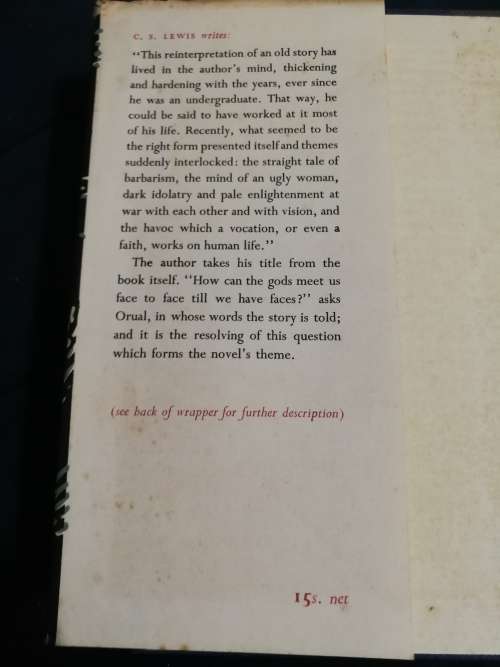 C. S. LEWIS writes:
"This reinterpretation of an old story has
lived in the author's mind, thickening
and hardening with the years, ever since
he was an undergraduate. That way, he
could be said to have worked at it most
of his life. Recently, what seemed to be
the right form presented itself and themes
suddenly interlocked: the straight tale of
barbarism, the mind of an ugly woman,
dark idolatry and pale enlightenment at
war with each other and with vision, and
the havoc which a vocation, or even a
faith, works on human life."
The author takes his title from the
book itself. "How can the gods meet us
face to face till we have faces?" asks
Orual, in whose words the story is told;
and it is the resolving of this question
which forms the novel's theme.
(see back of wrapper for further description)
15s. net